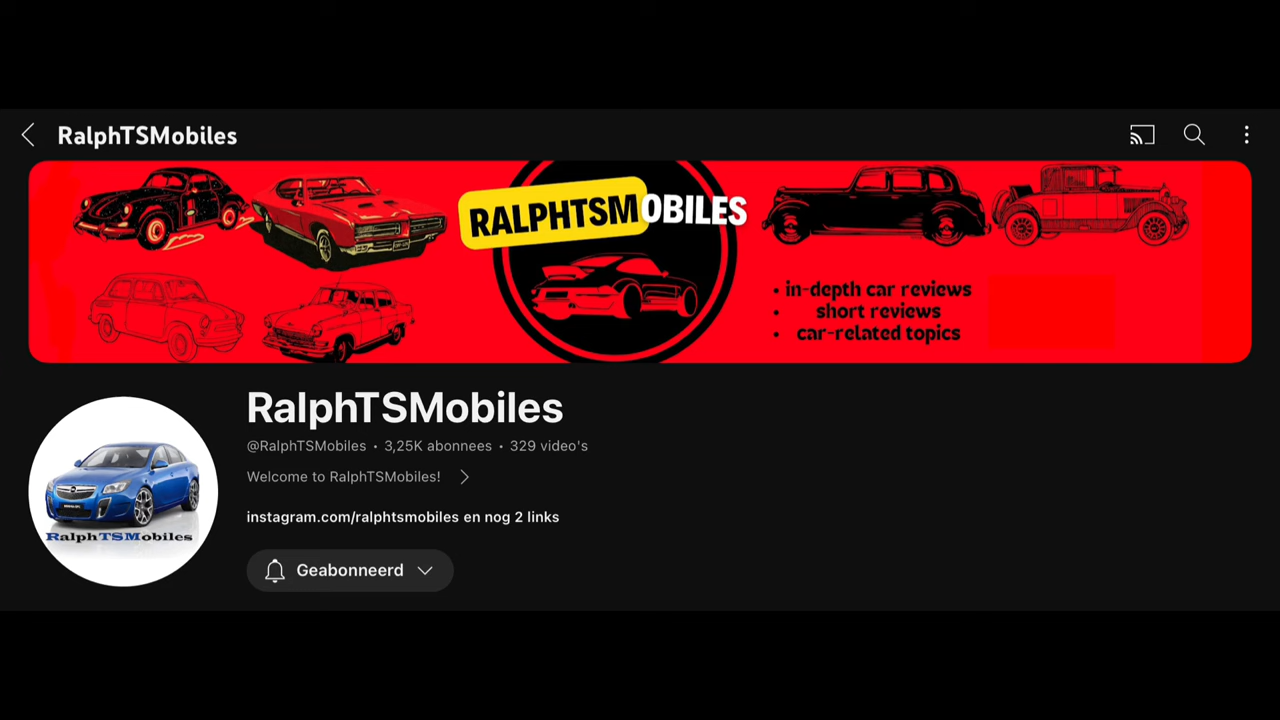 RalphTSMobiles
RALPHTSMOBILES
• in-depth car reviews
• short reviews
• car-related topics
RalphTSMobiles
RalphTSMobiles
@RalphTSMobiles • 3,25K abonnees • 329 video's
Welcome to RalphTSMobiles!
instagram.com/ralphtsmobiles en nog 2 links
Geabonneerd